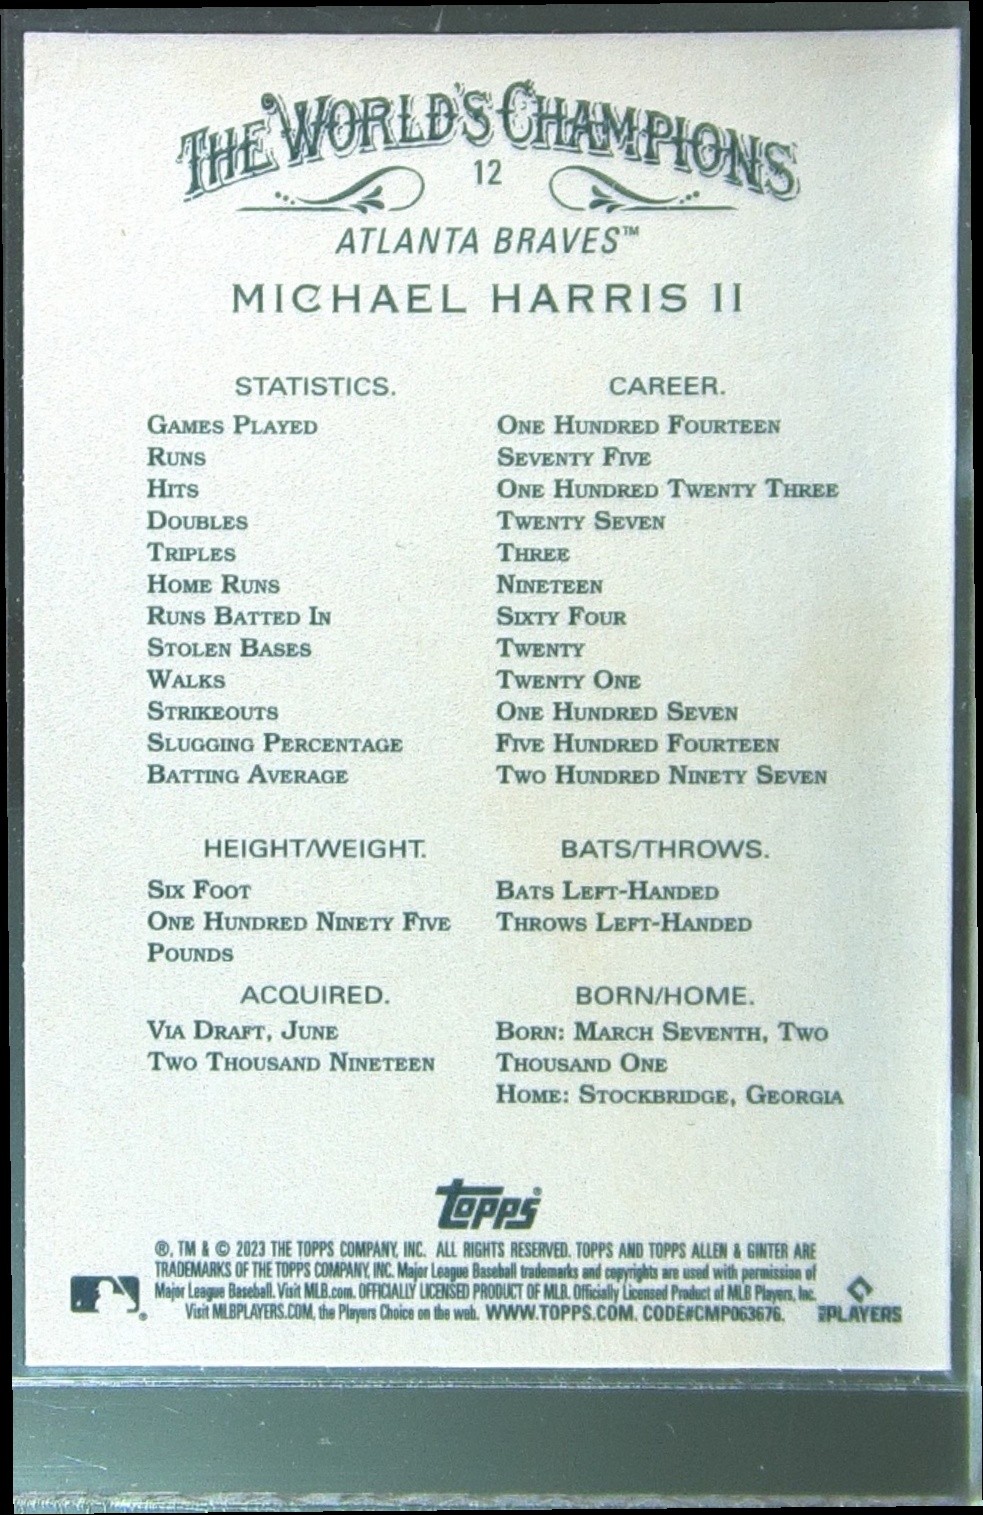 THE WORLD'S CHAMPIONS
12
ATLANTA BRAVES™
MICHAEL HARRIS II
STATISTICS. CAREER.
GAMES PLAYED ONE HUNDRED FOURTEEN
RUNS SEVENTY FIVE
HITS ONE HUNDRED TWENTY THREE
DOUBLES TWENTY SEVEN
TRIPLES THREE
HOME RUNS NINETEEN
RUNS BATTED IN SIXTY FOUR
STOLEN BASES TWENTY
WALKS TWENTY ONE
STRIKEOUTS ONE HUNDRED SEVEN
SLUGGING PERCENTAGE FIVE HUNDRED FOURTEEN
BATTING AVERAGE TWO HUNDRED NINETY SEVEN
HEIGHT/WEIGHT. BATS/THROWS.
SIX FOOT BATS LEFT-HANDED
ONE HUNDRED NINETY FIVE THROWS LEFT-HANDED
POUNDS
ACQUIRED. BORN/HOME.
VIA DRAFT, JUNE BORN: MARCH SEVENTH, TWO
TWO THOUSAND NINETEEN THOUSAND ONE
HOME: STOCKBRIDGE, GEORGIA
Topps®
®, TM & © 2023 THE TOPPS COMPANY, INC. ALL RIGHTS RESERVED. TOPPS AND TOPPS ALLEN & GINTER ARE
TRADEMARKS OF THE TOPPS COMPANY, INC. Major League Baseball trademarks and copyrights are used with permission of
Major League Baseball. Visit MLB.com. OFFICIALLY LICENSED PRODUCT OF MLB. Officially Licensed Product of MLB Players, Inc.
Visit MLBPLAYERS.COM, the Players Choice on the web. WWW.TOPPS.COM. CODE#CMP063676.
MLB PLAYERS